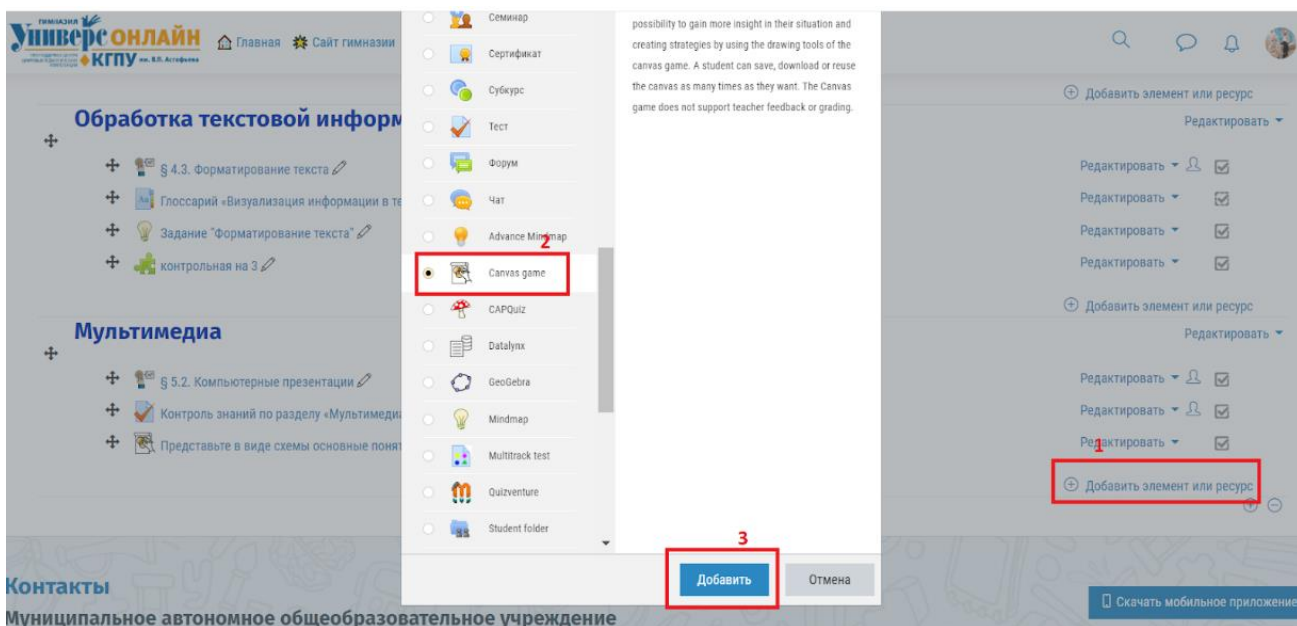 ГИМНАЗИЯ
Универс ОНЛАЙН
КГПУ им. В.П. Астафьева
Главная
Сайт гимназии
Добавить элемент или ресурс
Обработка текстовой информ
Редактировать
§ 4.3. Форматирование текста
Редактировать
Глоссарий «Визуализация информации в те
Редактировать
Задание "Форматирование текста"
Редактировать
контрольная на 3
Редактировать
Добавить элемент или ресурс
Мультимедиа
Редактировать
§ 5.2. Компьютерные презентации
Редактировать
Контроль знаний по разделу «Мультимеди
Редактировать
Представьте в виде схемы основные понят
Редактировать
1
Добавить элемент или ресурс
Семинар
Сертификат
Субкурс
Тест
Форум
Чат
Advance Mindmap
2
Canvas game
CAPQuiz
Datalynx
GeoGebra
Mindmap
Multitrack test
Quizventure
Student folder
possibility to gain more insight in their situation and
creating strategies by using the drawing tools of the
canvas game. A student can save, download or reuse
the canvas as many times as they want. The Canvas
game does not support teacher feedback or grading.
3
Добавить
Отмена
Контакты
Муниципальное автономное общеобразовательное учреждение
Скачать мобильное приложение